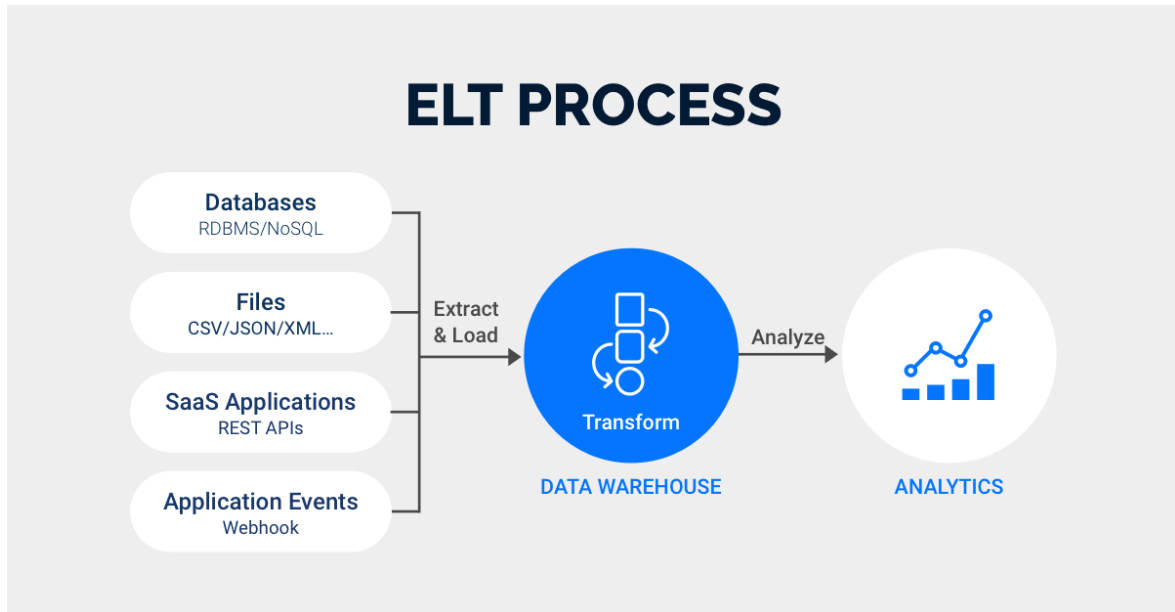 ELT PROCESS
Databases
RDBMS/NoSQL
Files
CSV/JSON/XML...
SaaS Applications
REST APIs
Application Events
Webhook
Extract
& Load
Transform
DATA WAREHOUSE
Analyze
ANALYTICS